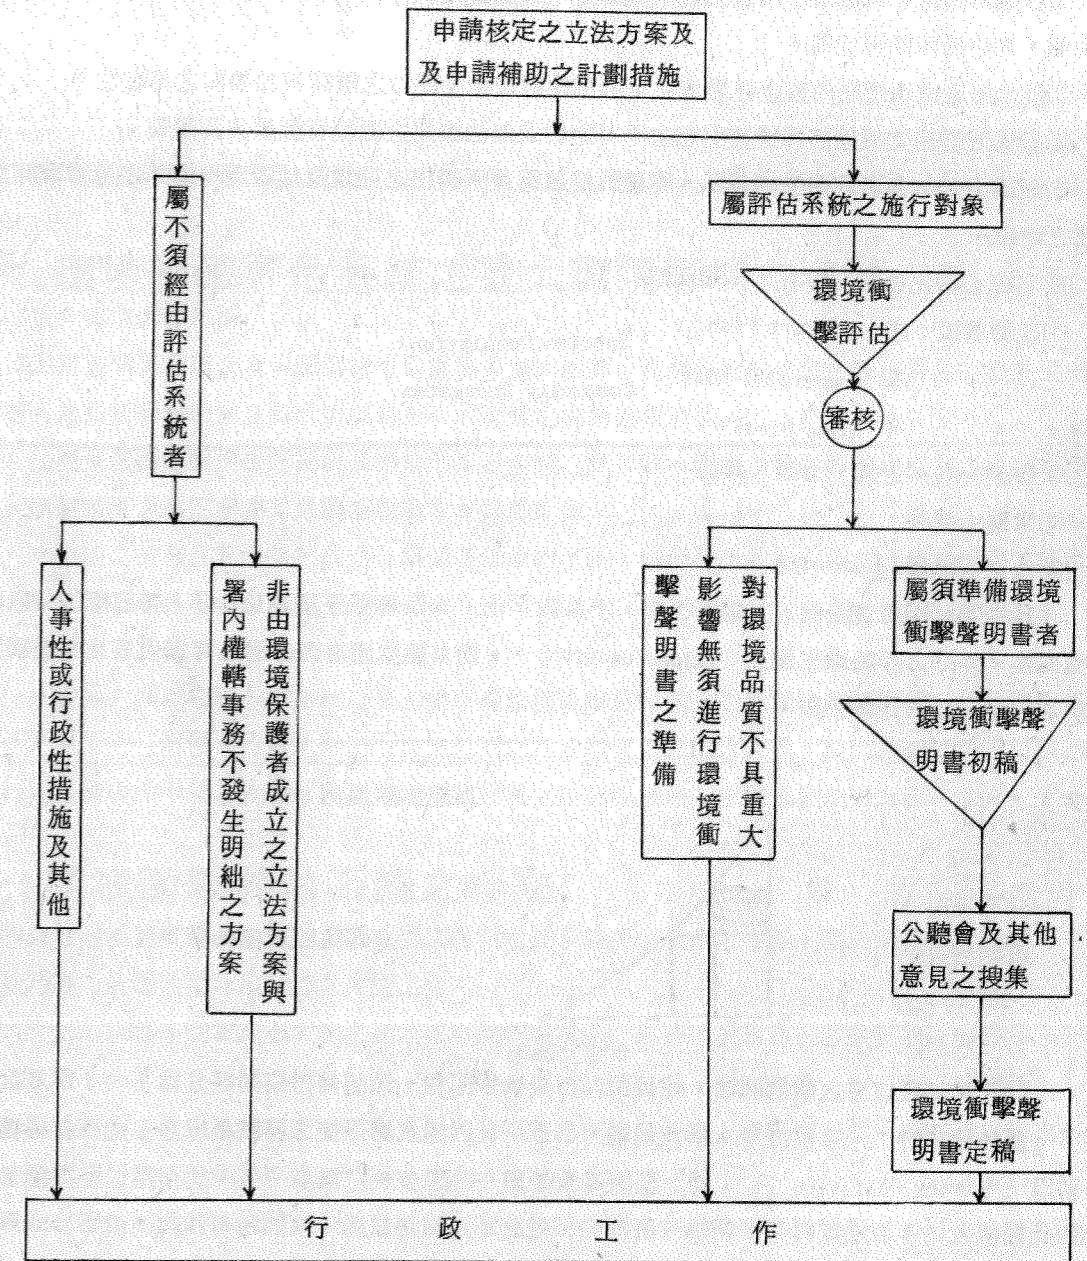 申請核定之立法方案及
及申請補助之計劃措施
屬不須經由評估系統者
屬評估系統之施行對象
環境衝
擊評估
審核
人事性或行政性措施及其他
非由環境保護者成立之立法方案與
署內權轄事務不發生明絀之方案
對環境品質不具重大
影響無須進行環境衝
擊聲明書之準備
屬須準備環境
衝擊聲明書者
環境衝擊聲
明書初稿
公聽會及其他
意見之搜集
環境衝擊聲
明書定稿
行政工作